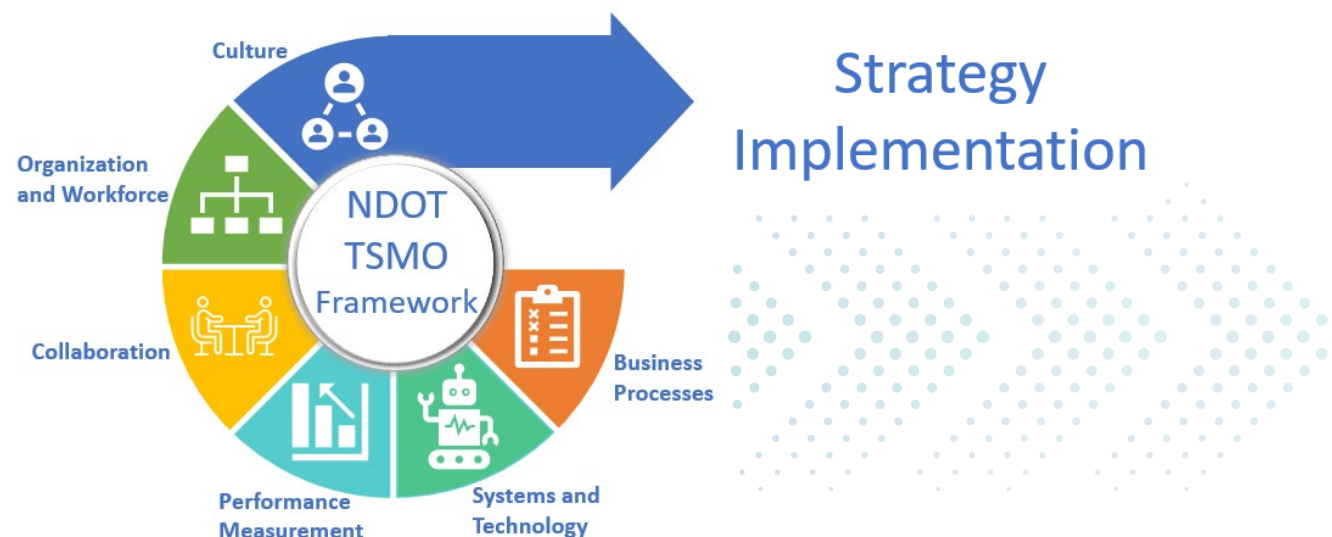 Culture
Strategy
Implementation
Organization
and Workforce
NDOT
TSMO
Framework
Collaboration
Business
Processes
Performance
Measurement
Systems and
Technology